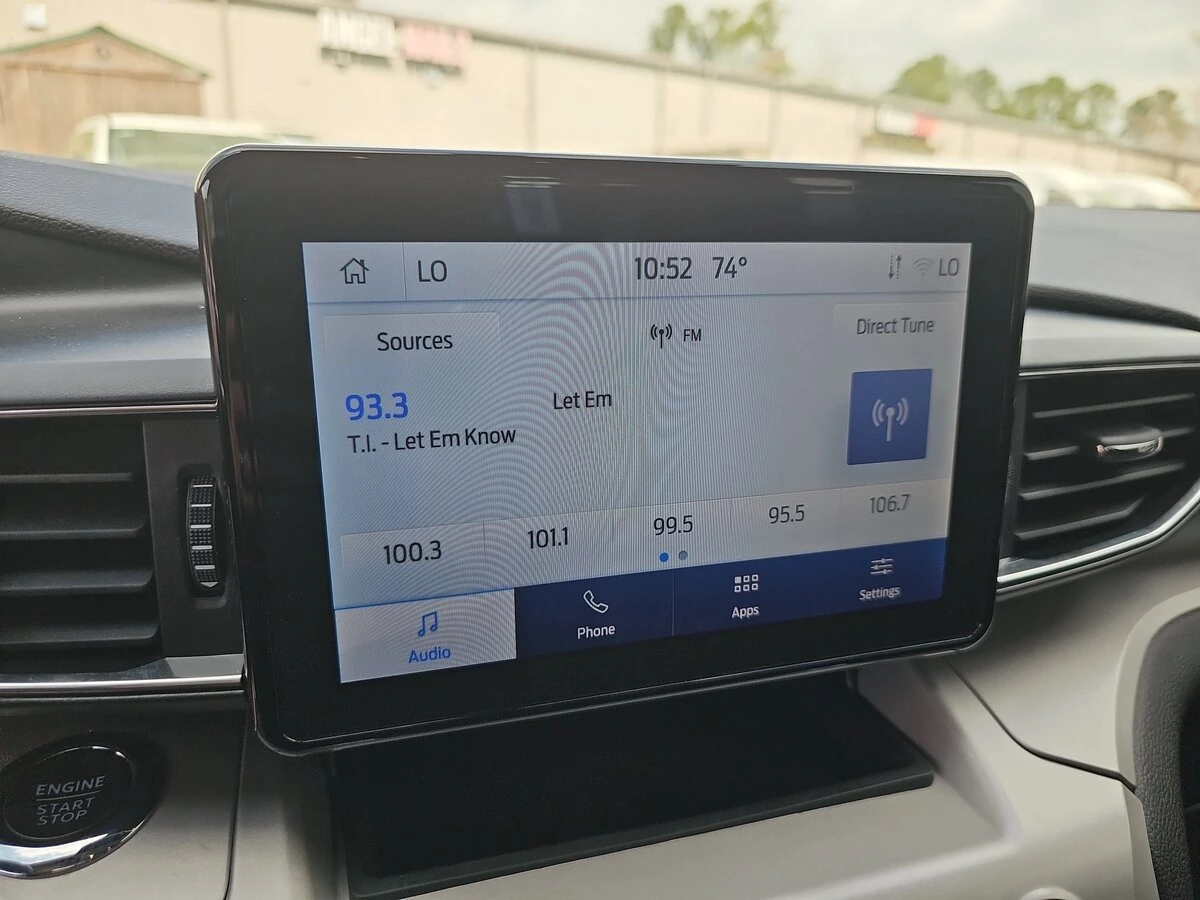 LO 10:52 74° LO
Sources FM Direct Tune
93.3 Let Em
T.I. - Let Em Know
100.3 101.1 99.5 95.5 106.7
Audio Phone Apps Settings
ENGINE
START
STOP